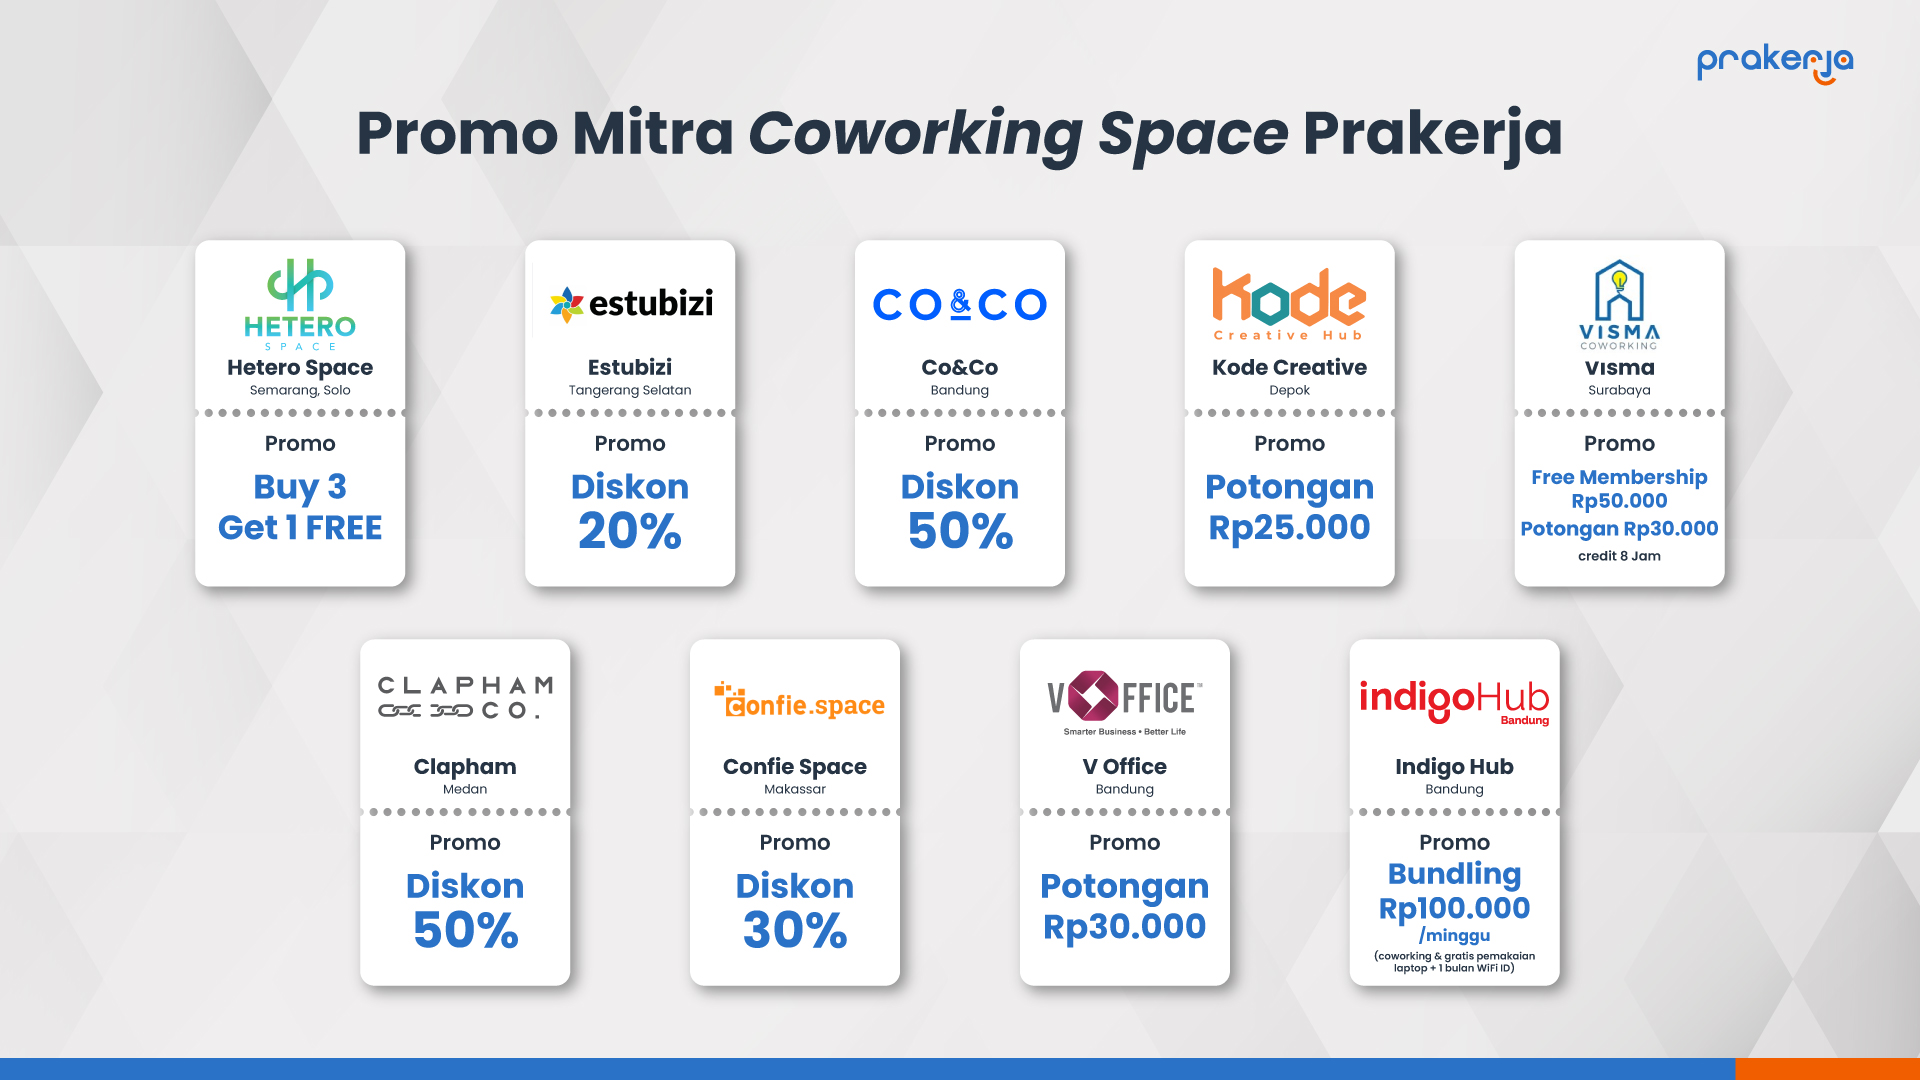 prakerja
Promo Mitra Coworking Space Prakerja
HETERO
SPACE
Hetero Space
Semarang, Solo
Promo
Buy 3
Get 1 FREE
estubizi
Estubizi
Tangerang Selatan
Promo
Diskon
20%
CO&CO
Co&Co
Bandung
Promo
Diskon
50%
Kode
Creative Hub
Kode Creative
Depok
Promo
Potongan
Rp25.000
VISMA
COWORKING
Vısma
Surabaya
Promo
Free Membership
Rp50.000
Potongan Rp30.000
credit 8 Jam
CLAPHAM
CO.
Clapham
Medan
Promo
Diskon
50%
Confie.space
Confie Space
Makassar
Promo
Diskon
30%
VOFFICE™
Smarter Business • Better Life
V Office
Bandung
Promo
Potongan
Rp30.000
indigoHub
Bandung
Indigo Hub
Bandung
Promo
Bundling
Rp100.000
/minggu
(coworking & gratis pemakaian
laptop + 1 bulan WiFi ID)